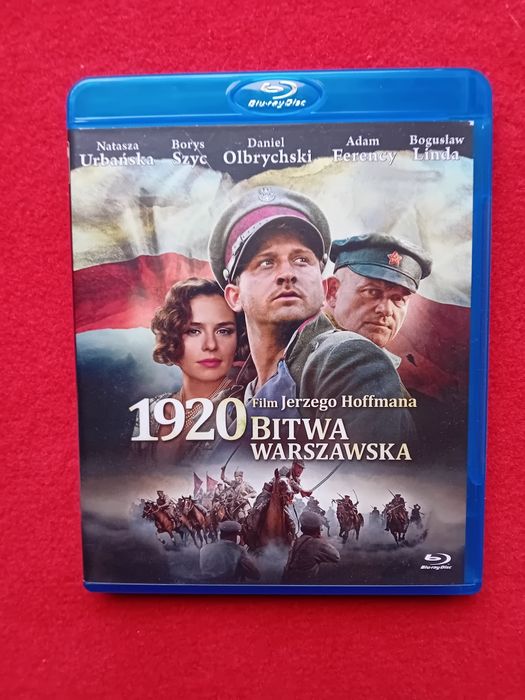 Blu-ray Disc
Natasza Borys Daniel Adam Bogusław
Urbańska Szyc Olbrychski Ferency Linda
Film Jerzego Hoffmana
1920 BITWA
WARSZAWSKA
Blu-ray Disc